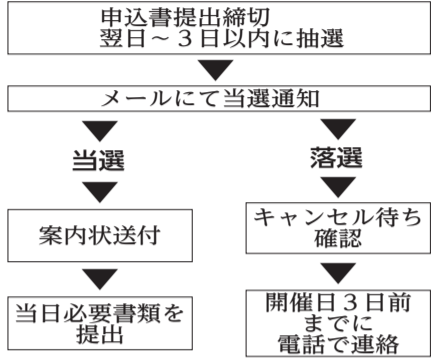 申込書提出締切
翌日～３日以内に抽選
メールにて当選通知
当選
落選
案内状送付
キャンセル待ち
確認
当日必要書類を
提出
開催日３日前
までに
電話で連絡